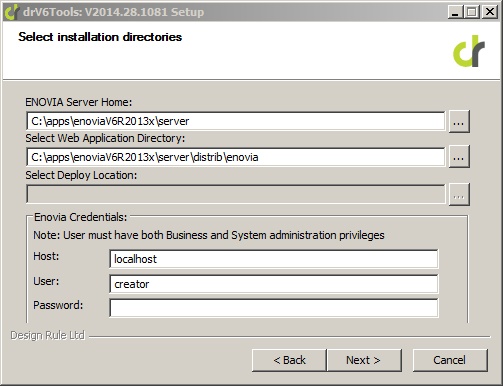 drV6Tools: V2014.28.1081 Setup
Select installation directories
dr
ENOVIA Server Home:
C:\apps\enoviaV6R2013x\server
...
Select Web Application Directory:
C:\apps\enoviaV6R2013x\server\distrib\enovia
...
Select Deploy Location:
...
Enovia Credentials:
Note: User must have both Business and System administration privileges
Host: localhost
User: creator
Password:
Design Rule Ltd
< Back Next > Cancel